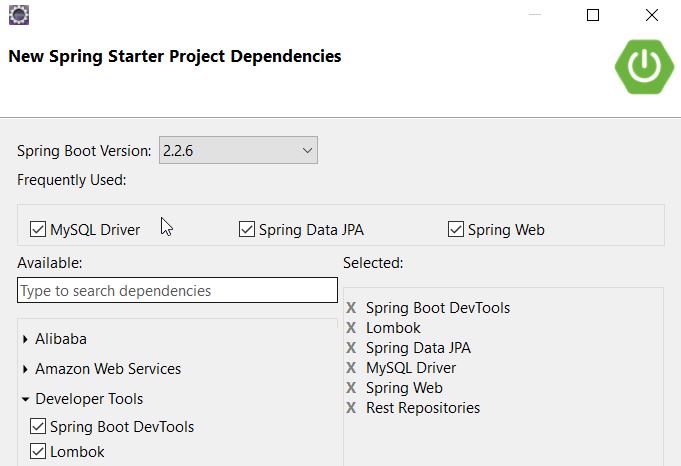 New Spring Starter Project Dependencies
Spring Boot Version: 2.2.6
Frequently Used:
MySQL Driver Spring Data JPA Spring Web
Available:
Type to search dependencies
Alibaba
Amazon Web Services
Developer Tools
Spring Boot DevTools
Lombok
Selected:
X Spring Boot DevTools
X Lombok
X Spring Data JPA
X MySQL Driver
X Spring Web
X Rest Repositories